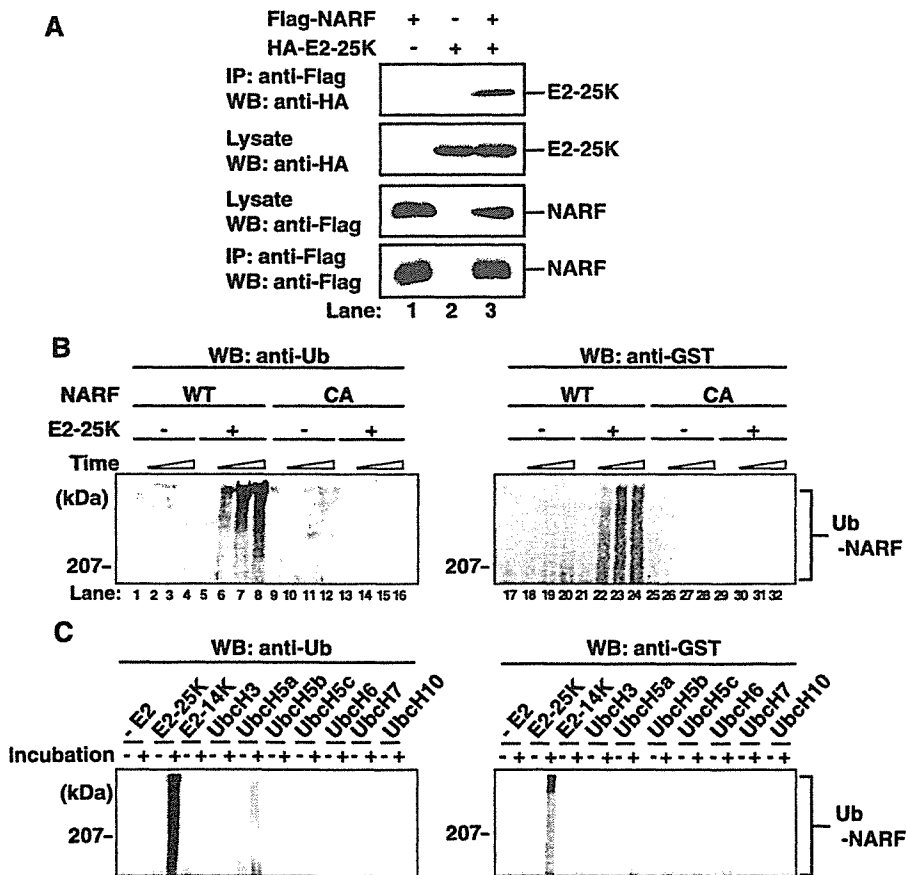 A
Flag-NARF + - +
HA-E2-25K - + +
IP: anti-Flag
WB: anti-HA
E2-25K
Lysate
WB: anti-HA
E2-25K
Lysate
WB: anti-Flag
NARF
IP: anti-Flag
WB: anti-Flag
NARF
Lane: 1 2 3
B
WB: anti-Ub WB: anti-GST
NARF WT CA WT CA
E2-25K - + - + - + - +
Time
(kDa)
Ub
-NARF
207- 207-
Lane: 1 2 3 4 5 6 7 8 9 10 11 12 13 14 15 16 17 18 19 20 21 22 23 24 25 26 27 28 29 30 31 32
C
WB: anti-Ub WB: anti-GST
- E2 E2-25K E2-14K UbcH3 UbcH5a UbcH5b UbcH5c UbcH6 UbcH7 UbcH10 - E2 E2-25K E2-14K UbcH3 UbcH5a UbcH5b UbcH5c UbcH6 UbcH7 UbcH10
Incubation - + - + - + - + - + - + - + - + - + - + - + - + - + - + - + - + - + - + - + - +
(kDa)
Ub
-NARF
207- 207-